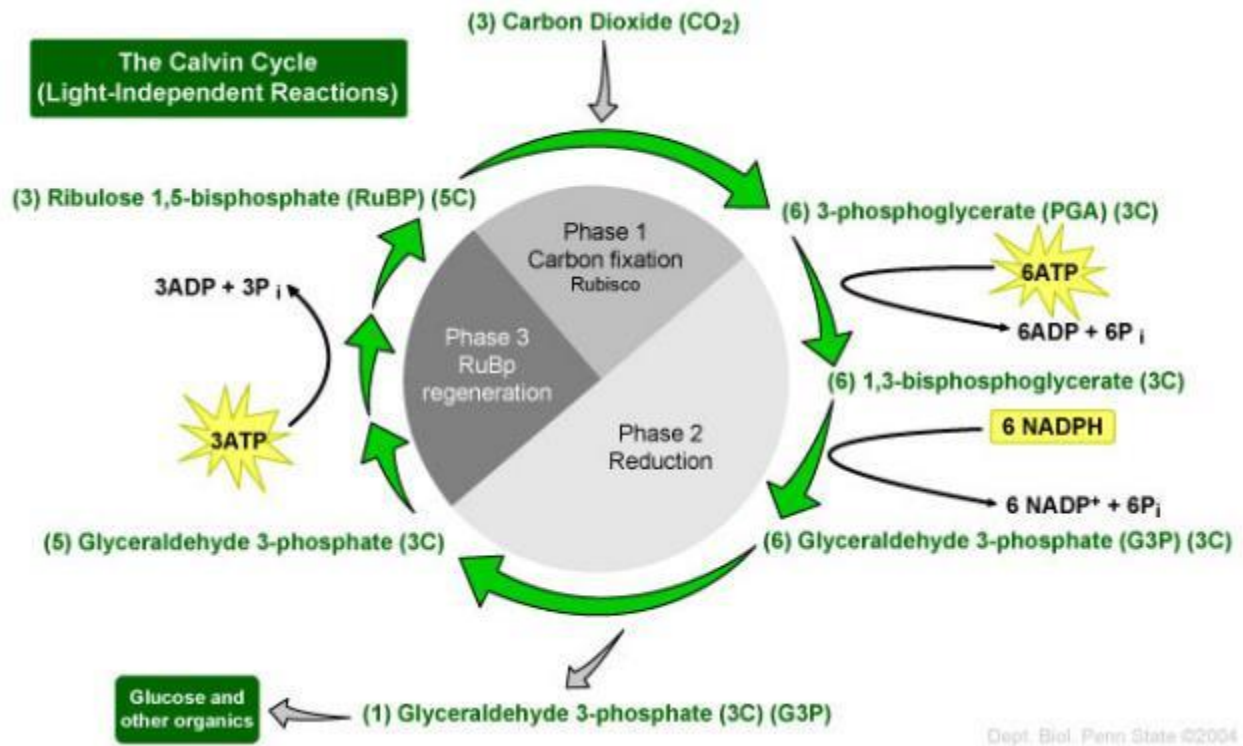 (3) Carbon Dioxide (CO₂)
The Calvin Cycle
(Light-Independent Reactions)
(3) Ribulose 1,5-bisphosphate (RuBP) (5C)
(6) 3-phosphoglycerate (PGA) (3C)
Phase 1
Carbon fixation
Rubisco
6ATP
6ADP + 6P i
3ADP + 3P i
Phase 3
RuBp
regeneration
(6) 1,3-bisphosphoglycerate (3C)
3ATP
Phase 2
Reduction
6 NADPH
6 NADP⁺ + 6Pi
(5) Glyceraldehyde 3-phosphate (3C)
(6) Glyceraldehyde 3-phosphate (G3P) (3C)
Glucose and
other organics
(1) Glyceraldehyde 3-phosphate (3C) (G3P)
Dept. Biol. Penn State ©2004